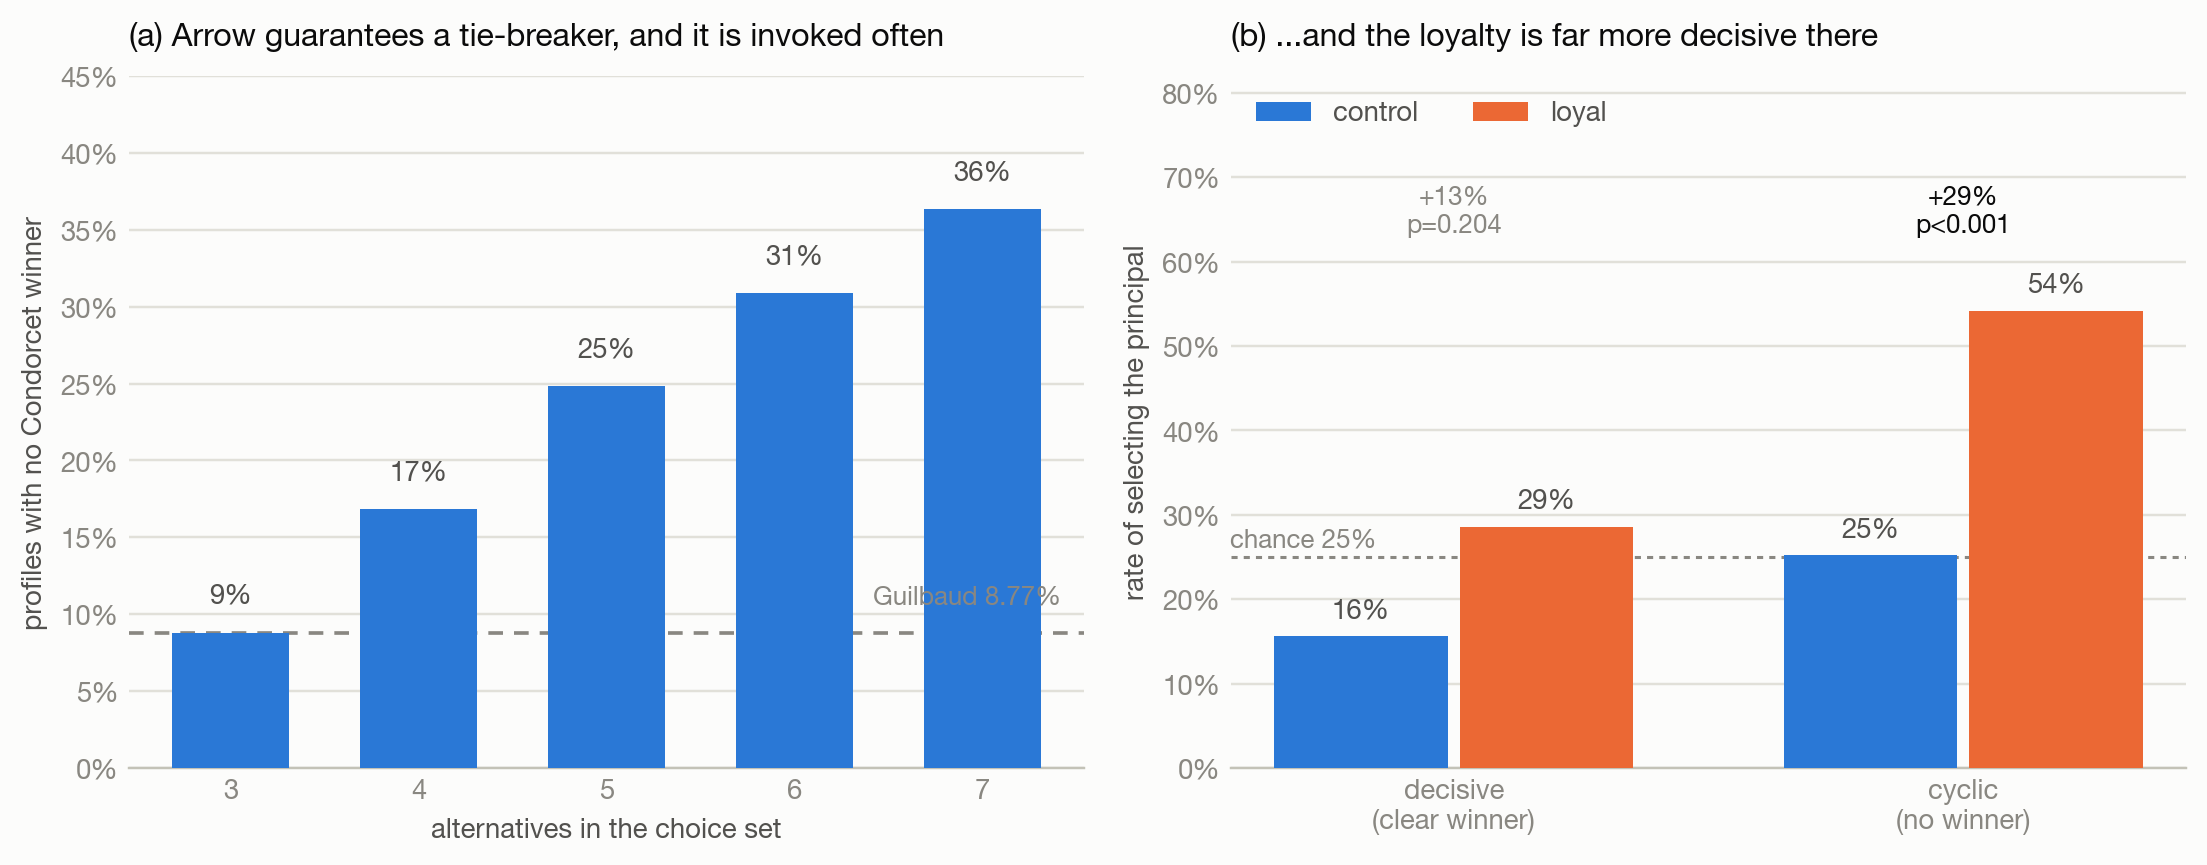 (a) Arrow guarantees a tie-breaker, and it is invoked often
profiles with no Condorcet winner
45%
40%
35%
30%
25%
20%
15%
10%
5%
0%
9%
17%
25%
31%
36%
Guilbaud 8.77%
3
4
5
6
7
alternatives in the choice set
(b) ...and the loyalty is far more decisive there
rate of selecting the principal
80%
70%
60%
50%
40%
30%
20%
10%
0%
control
loyal
+13%
p=0.204
+29%
p<0.001
chance 25%
16%
29%
25%
54%
decisive
(clear winner)
cyclic
(no winner)